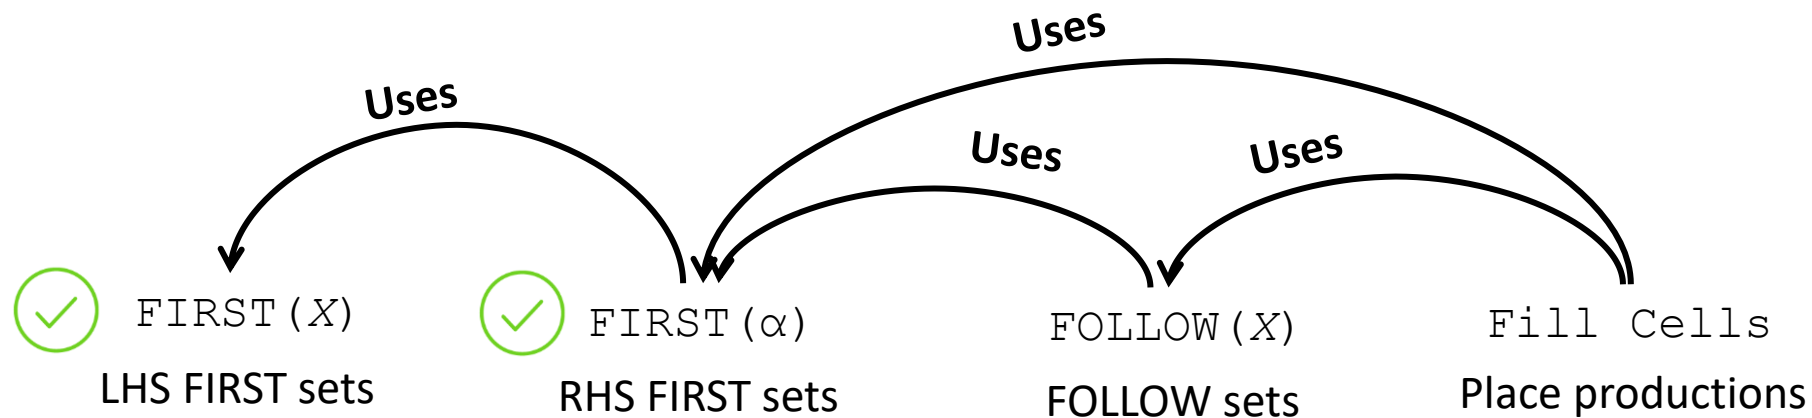 Uses
Uses
Uses
Uses
FIRST(X)
FIRST(α)
FOLLOW(X)
Fill Cells
LHS FIRST sets
RHS FIRST sets
FOLLOW sets
Place productions